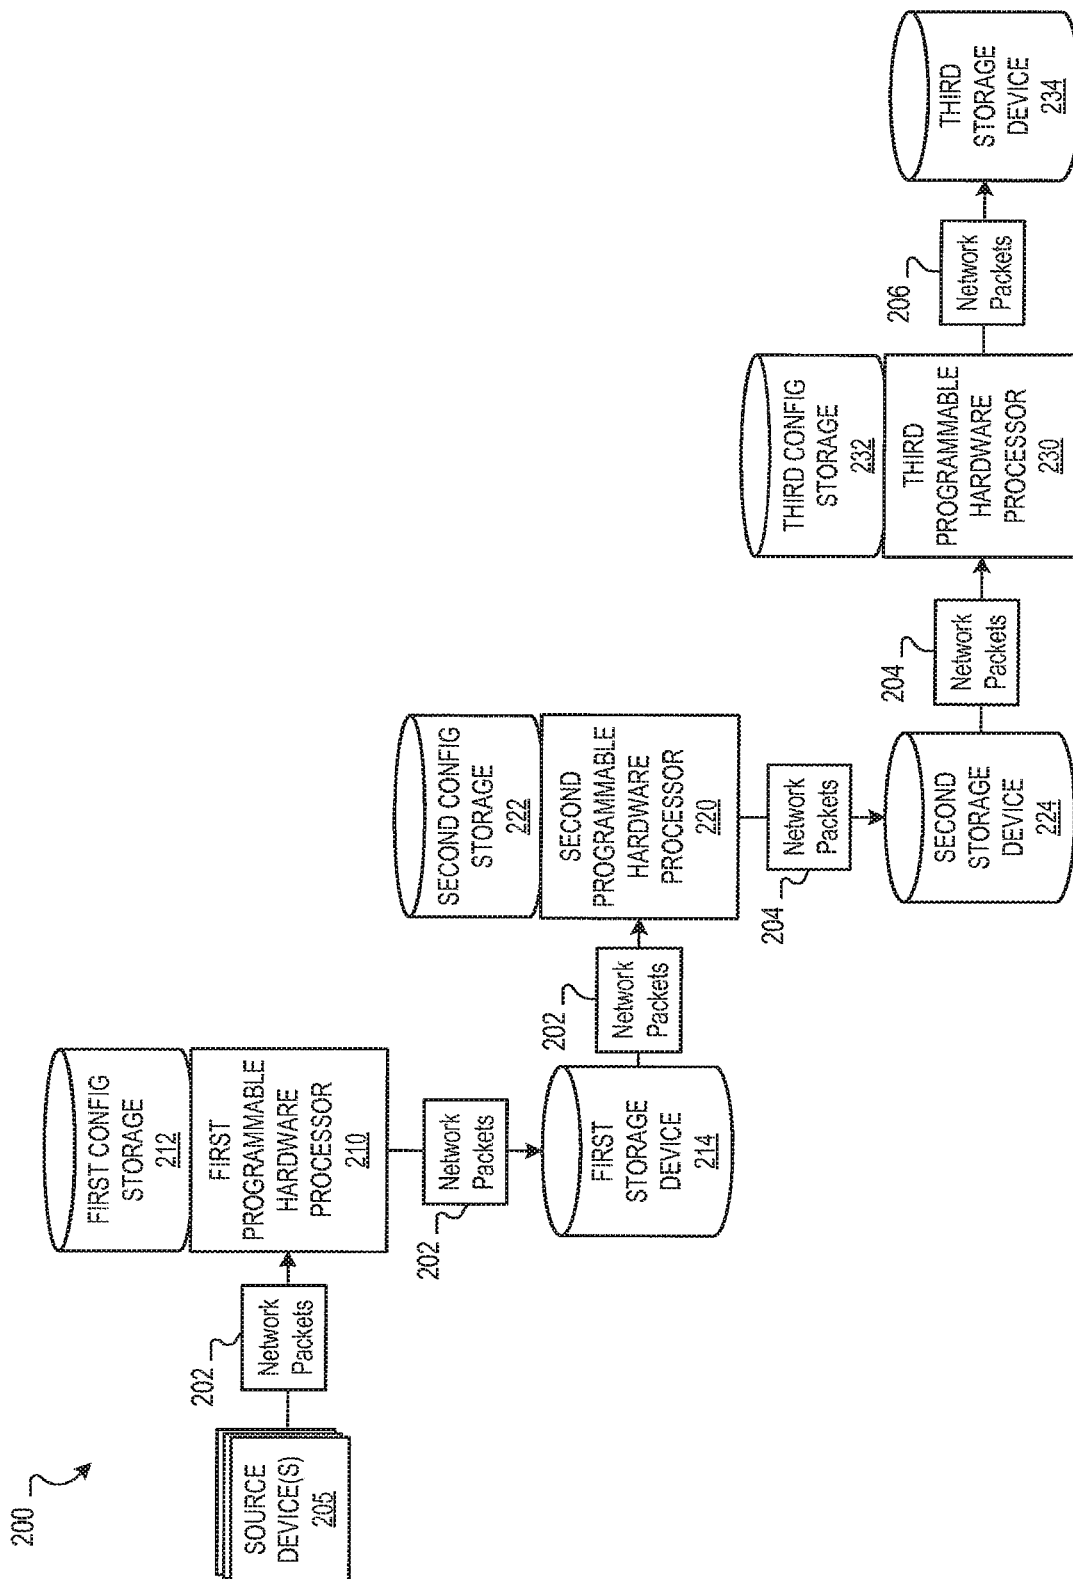 200
SOURCE
DEVICE(S)
205
202
Network
Packets
FIRST CONFIG
STORAGE
212
FIRST
PROGRAMMABLE
HARDWARE
PROCESSOR
210
202
Network
Packets
FIRST
STORAGE
DEVICE
214
202
Network
Packets
SECOND CONFIG
STORAGE
222
SECOND
PROGRAMMABLE
HARDWARE
PROCESSOR
220
204
Network
Packets
SECOND
STORAGE
DEVICE
224
204
Network
Packets
THIRD CONFIG
STORAGE
232
THIRD
PROGRAMMABLE
HARDWARE
PROCESSOR
230
206
Network
Packets
THIRD
STORAGE
DEVICE
234